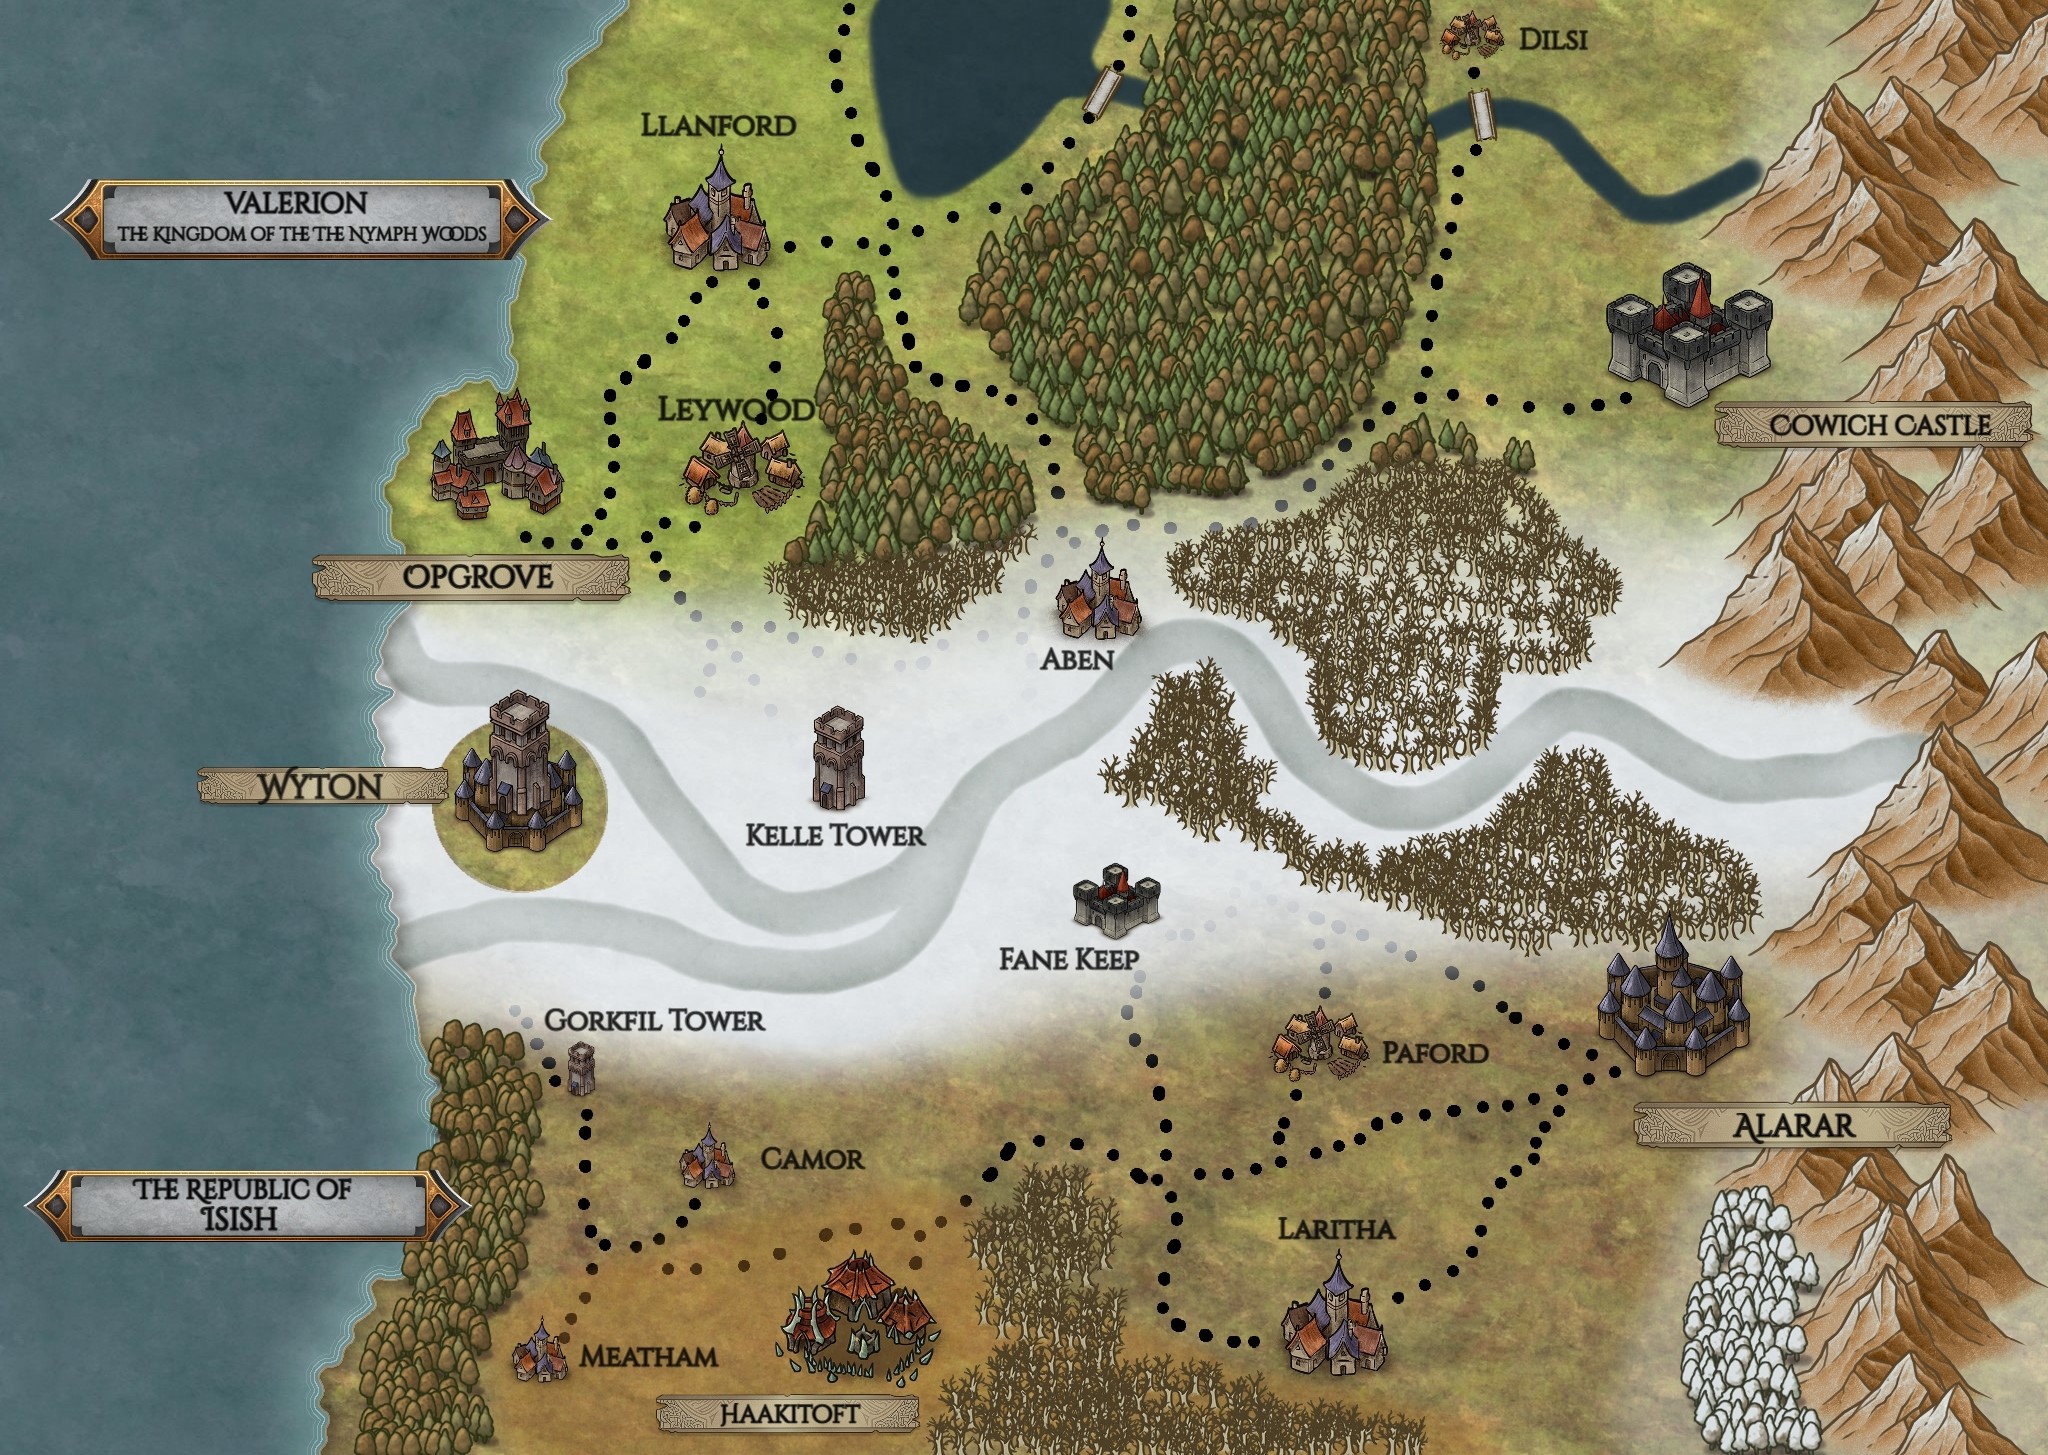 Dilsi
Llanford
Valerion
The Kingdom of the The Nymph Woods
Leywood
Cowich Castle
Opgrove
Aben
Wyton
Kelle Tower
Fane Keep
Gorkfil Tower
Paford
Alarar
Camor
The Republic of
Isish
Laritha
Meatham
Haakitoft